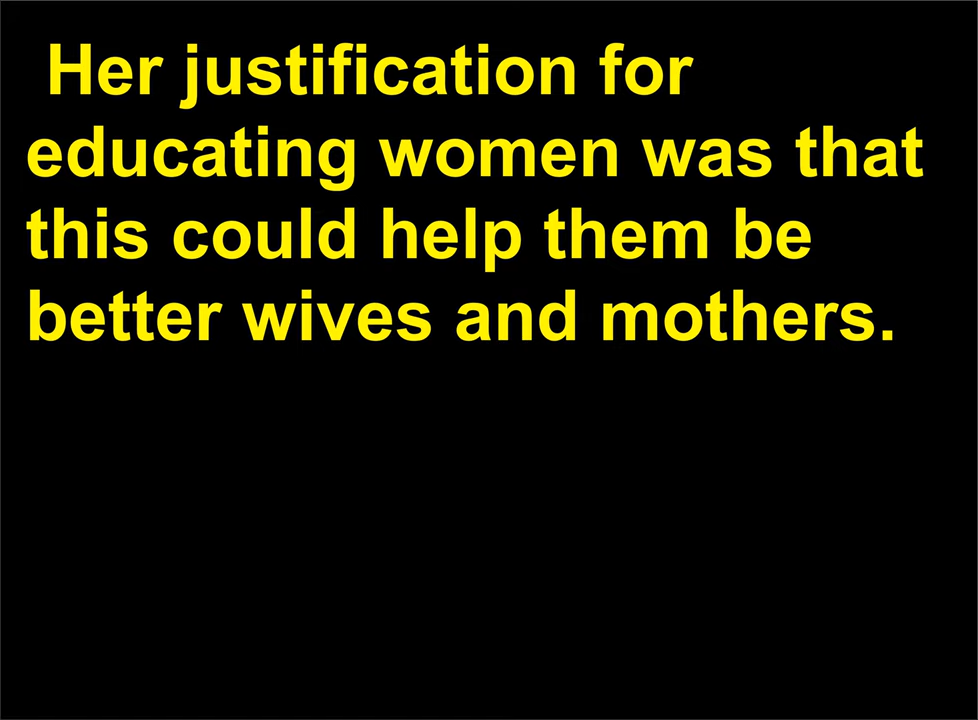 Her justification for
educating women was that
this could help them be
better wives and mothers.